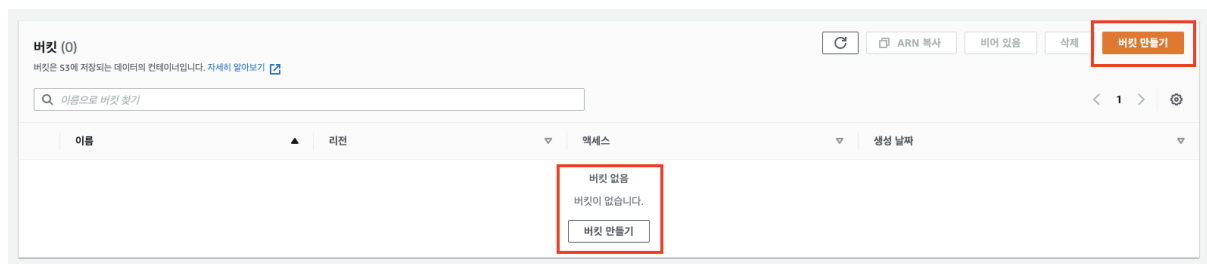 버킷 (0)
ARN 복사
비어 있음
삭제
버킷 만들기
버킷은 S3에 저장되는 데이터의 컨테이너입니다. 자세히 알아보기
이름으로 버킷 찾기
1
이름
리전
액세스
생성 날짜
버킷 없음
버킷이 없습니다.
버킷 만들기